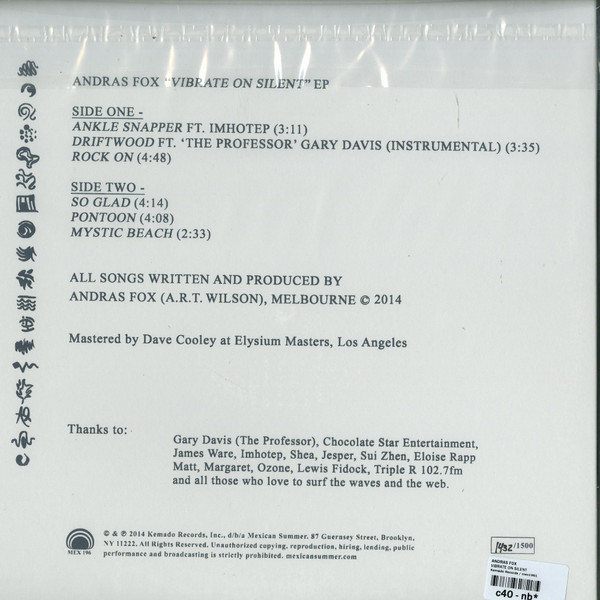 ANDRAS FOX "VIBRATE ON SILENT" EP
SIDE ONE -
ANKLE SNAPPER FT. IMHOTEP (3:11)
DRIFTWOOD FT. 'THE PROFESSOR' GARY DAVIS (INSTRUMENTAL) (3:35)
ROCK ON (4:48)
SIDE TWO -
SO GLAD (4:14)
PONTOON (4:08)
MYSTIC BEACH (2:33)
ALL SONGS WRITTEN AND PRODUCED BY
ANDRAS FOX (A.R.T. WILSON), MELBOURNE © 2014
Mastered by Dave Cooley at Elysium Masters, Los Angeles
Thanks to:
Gary Davis (The Professor), Chocolate Star Entertainment,
James Ware, Imhotep, Shea, Jesper, Sui Zhen, Eloise Rapp
Matt, Margaret, Ozone, Lewis Fidock, Triple R 102.7fm
and all those who love to surf the waves and the web.
MEX 196
© & ℗ 2014 Kemado Records, Inc., d/b/a Mexican Summer. 87 Guernsey Street, Brooklyn,
NY 11222. All Rights Reserved. Unauthorized copying, reproduction, hiring, lending, public
performance and broadcasting is strictly prohibited. mexicansummer.com
1432/1500
ANDRAS FOX
VIBRATE ON SILENT
Kemado Records /
c40 - nb*